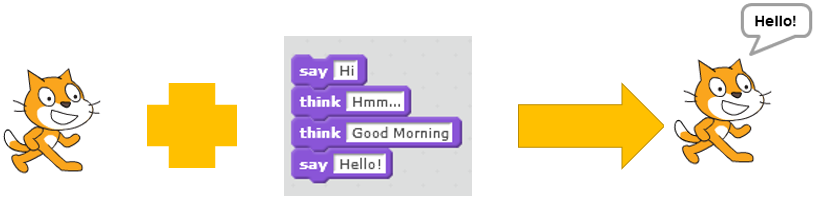 say Hi
think Hmm...
think Good Morning
say Hello!
Hello!